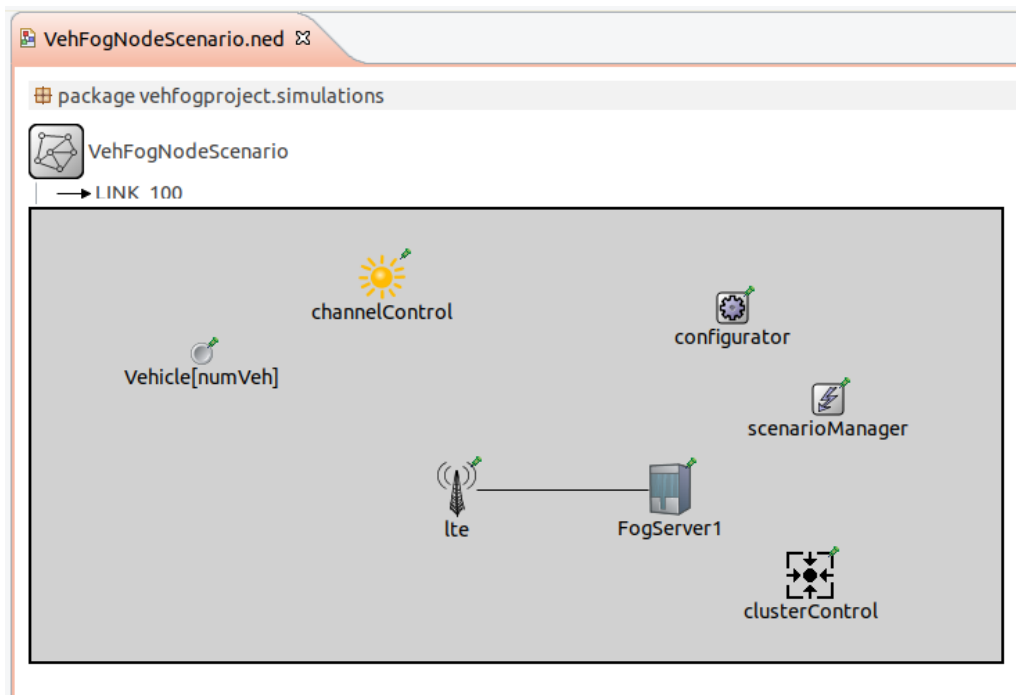 VehFogNodeScenario.ned
package vehfogproject.simulations
VehFogNodeScenario
LINK_100
channelControl
configurator
Vehicle[numVeh]
scenarioManager
lte
FogServer1
clusterControl